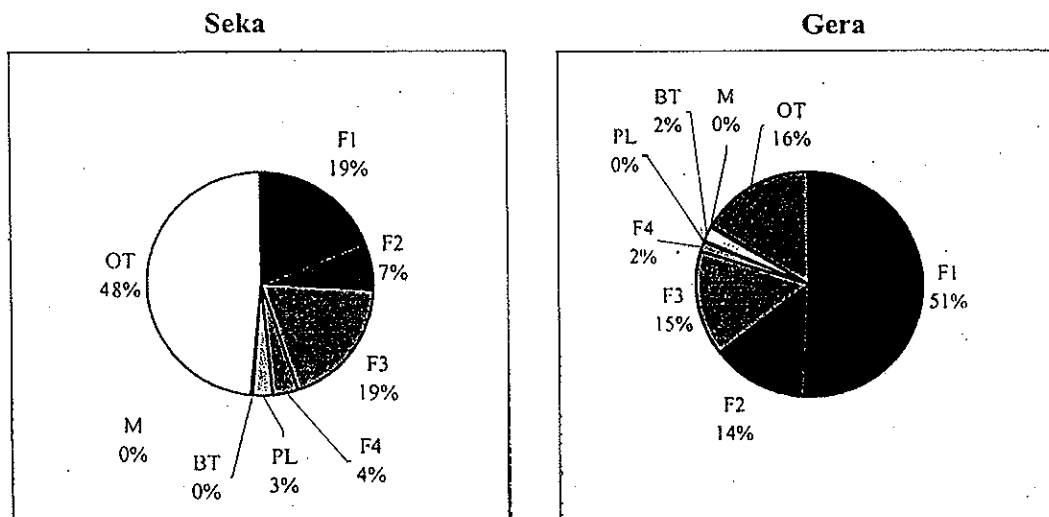 Seka
F1
19%
F2
7%
F3
19%
F4
4%
PL
3%
BT
0%
M
0%
OT
48%
Gera
BT
2%
M
0%
OT
16%
PL
0%
F4
2%
F3
15%
F2
14%
F1
51%